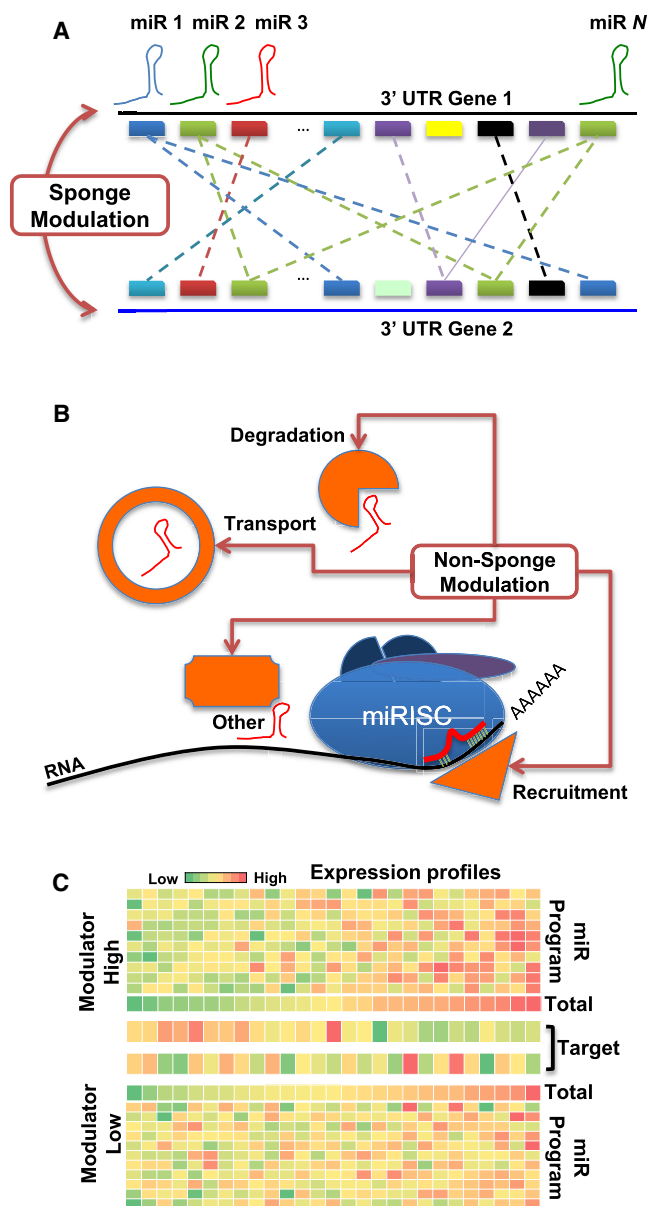 A
miR 1 miR 2 miR 3 miR N
3' UTR Gene 1
...
Sponge
Modulation
...
3' UTR Gene 2
B
Degradation
Transport
Non-Sponge
Modulation
Other
miRISC
AAAAAA
RNA
Recruitment
C
Low High
Expression profiles
Modulator
High
miR
Program
Total
Target
Total
Modulator
Low
miR
Program